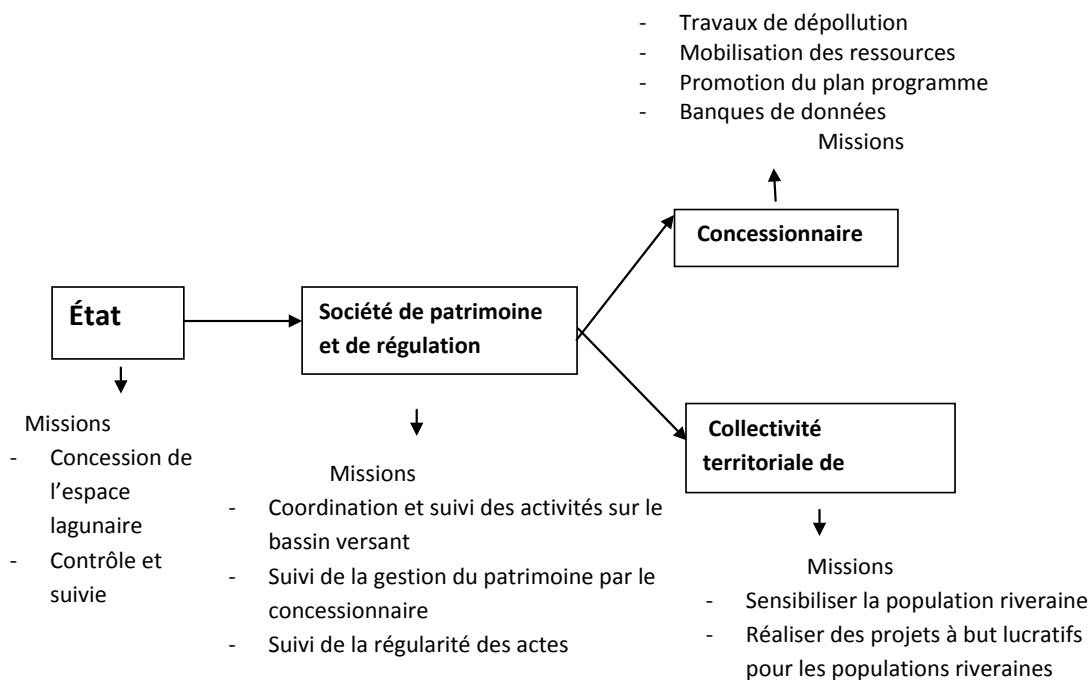 - Travaux de dépollution
- Mobilisation des ressources
- Promotion du plan programme
- Banques de données
Missions
Concessionnaire
État
Société de patrimoine
et de régulation
Collectivité
territoriale de
Missions
- Concession de
l’espace
lagunaire
- Contrôle et
suivie
Missions
- Coordination et suivi des activités sur le
bassin versant
- Suivi de la gestion du patrimoine par le
concessionnaire
- Suivi de la régularité des actes
Missions
- Sensibiliser la population riveraine
- Réaliser des projets à but lucratifs
pour les populations riveraines